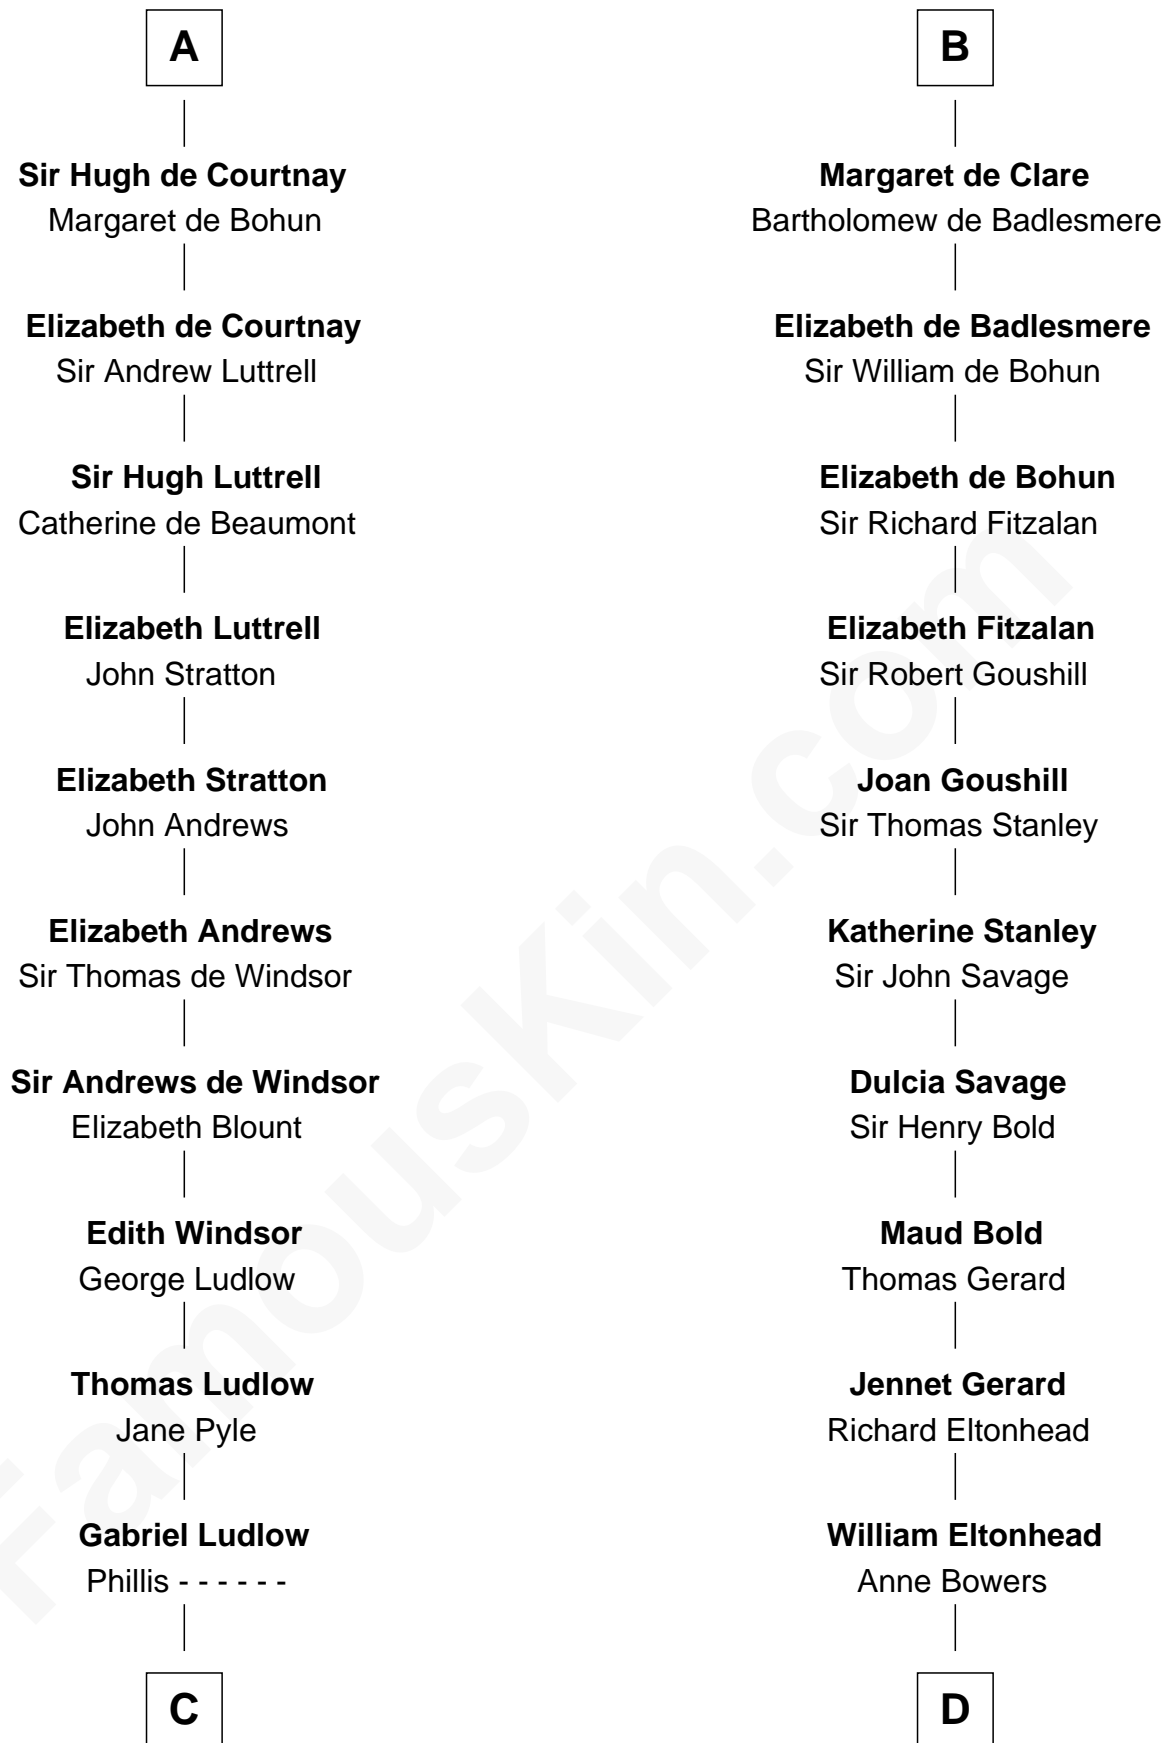 A
Sir Hugh de Courtnay
Margaret de Bohun
Elizabeth de Courtnay
Sir Andrew Luttrell
Sir Hugh Luttrell
Catherine de Beaumont
Elizabeth Luttrell
John Stratton
Elizabeth Stratton
John Andrews
Elizabeth Andrews
Sir Thomas de Windsor
Sir Andrews de Windsor
Elizabeth Blount
Edith Windsor
George Ludlow
Thomas Ludlow
Jane Pyle
Gabriel Ludlow
Phillis - - - - - -
C
B
Margaret de Clare
Bartholomew de Badlesmere
Elizabeth de Badlesmere
Sir William de Bohun
Elizabeth de Bohun
Sir Richard Fitzalan
Elizabeth Fitzalan
Sir Robert Goushill
Joan Goushill
Sir Thomas Stanley
Katherine Stanley
Sir John Savage
Dulcia Savage
Sir Henry Bold
Maud Bold
Thomas Gerard
Jennet Gerard
Richard Eltonhead
William Eltonhead
Anne Bowers
D
FamousKin.com